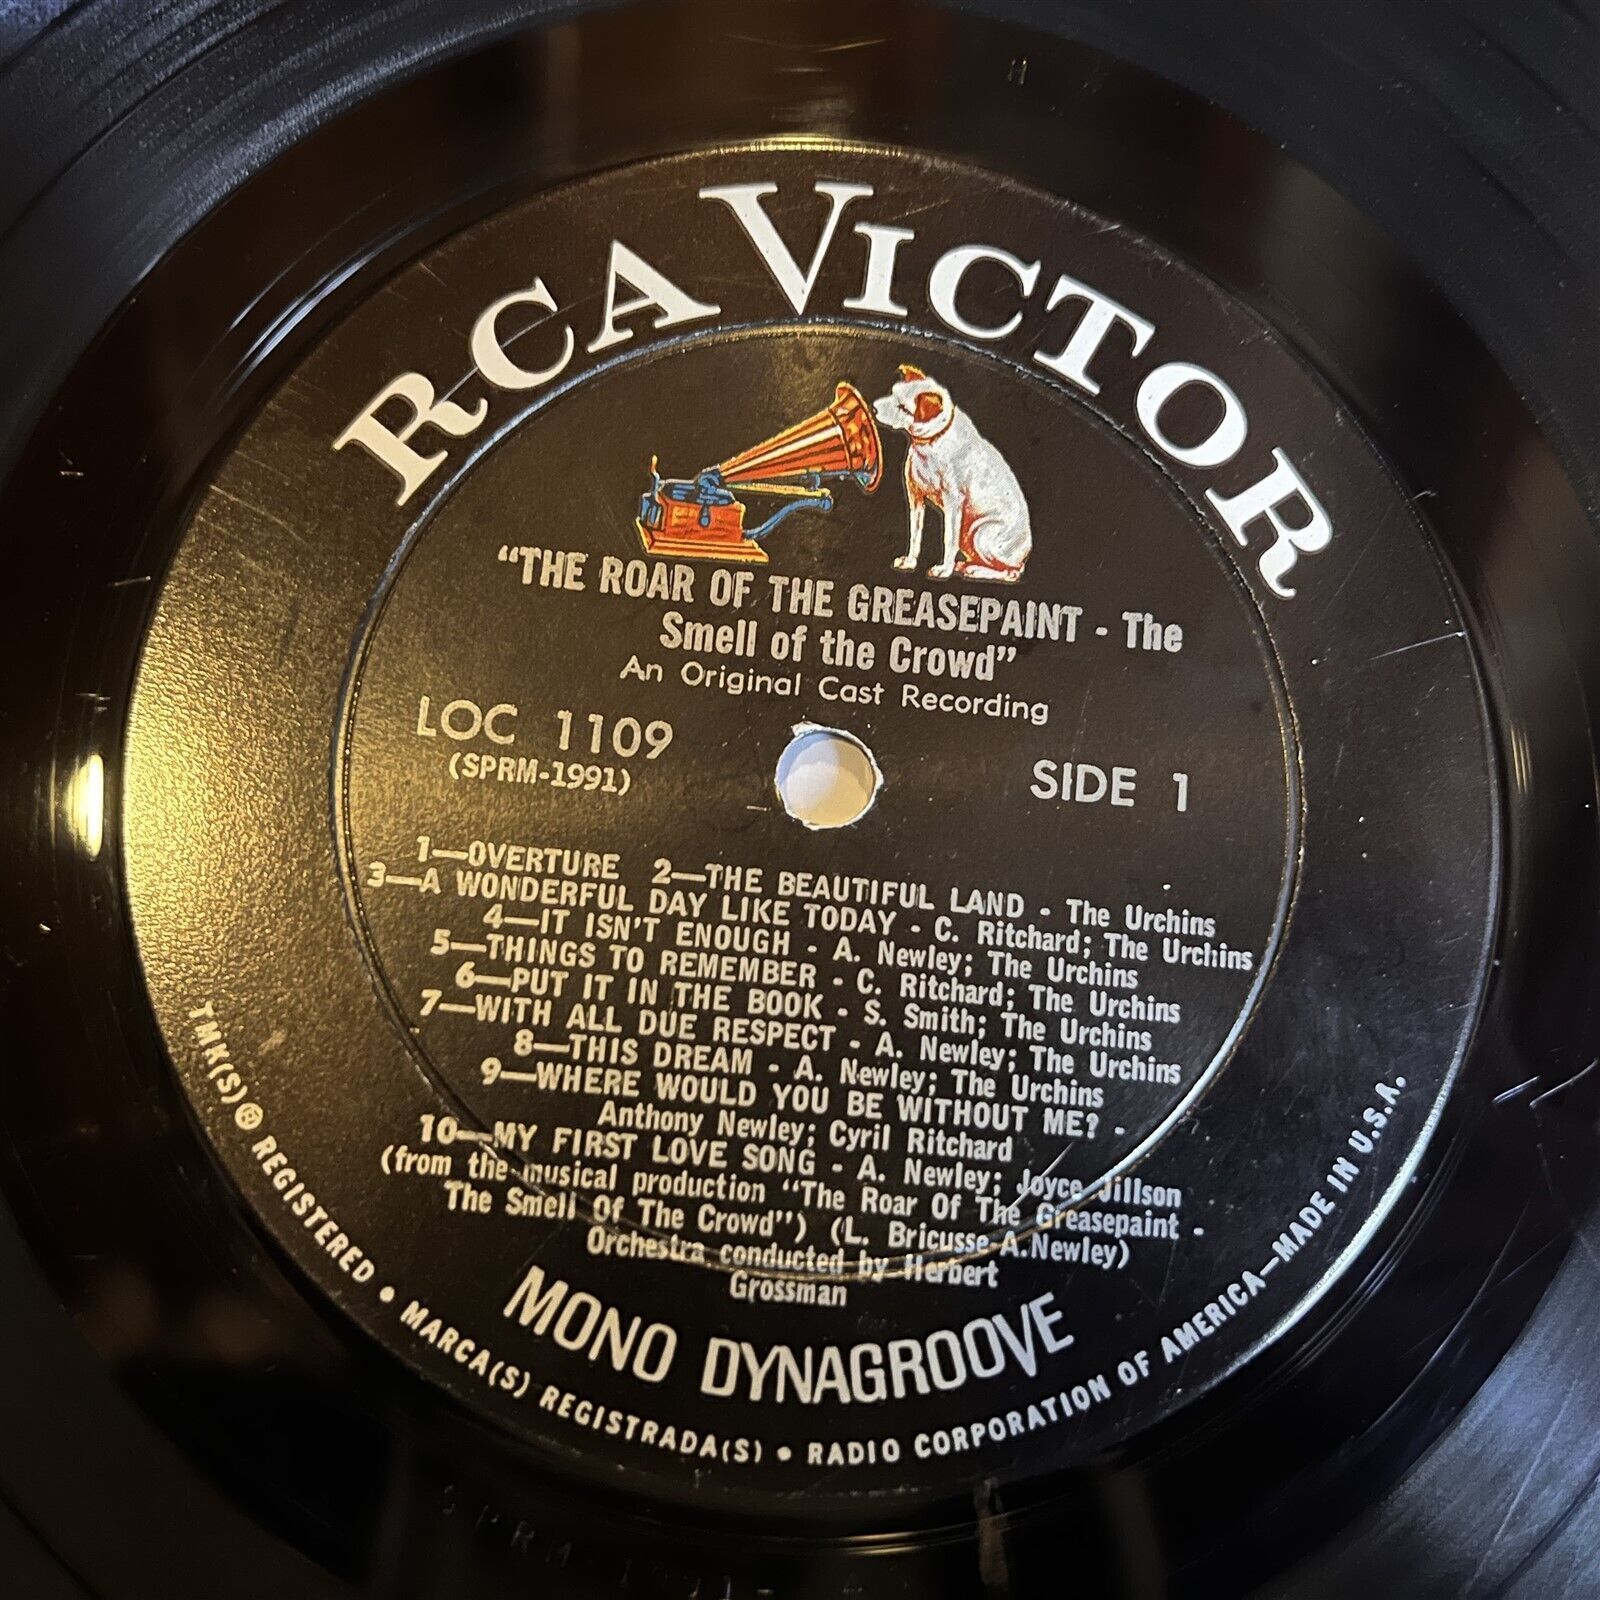 RCA VICTOR
"THE ROAR OF THE GREASEPAINT - The
Smell of the Crowd"
An Original Cast Recording
LOC 1109
(SPRM-1991)
SIDE 1
1—OVERTURE 2—THE BEAUTIFUL LAND - The Urchins
3—A WONDERFUL DAY LIKE TODAY - C. Ritchard; The Urchins
4—IT ISN'T ENOUGH - A. Newley; The Urchins
5—THINGS TO REMEMBER - C. Ritchard; The Urchins
6—PUT IT IN THE BOOK - S. Smith; The Urchins
7—WITH ALL DUE RESPECT - A. Newley; The Urchins
8—THIS DREAM - A. Newley; The Urchins
9—WHERE WOULD YOU BE WITHOUT ME? -
Anthony Newley; Cyril Ritchard
10—MY FIRST LOVE SONG - A. Newley; Joyce Jillson
(from the musical production "The Roar Of The Greasepaint -
The Smell Of The Crowd") (L. Bricusse-A.Newley)
Orchestra conducted by Herbert
Grossman
MONO DYNAGROOVE
TMK(S) ® REGISTERED • MARCA(S) REGISTRADA(S) • RADIO CORPORATION OF AMERICA—MADE IN U.S.A.